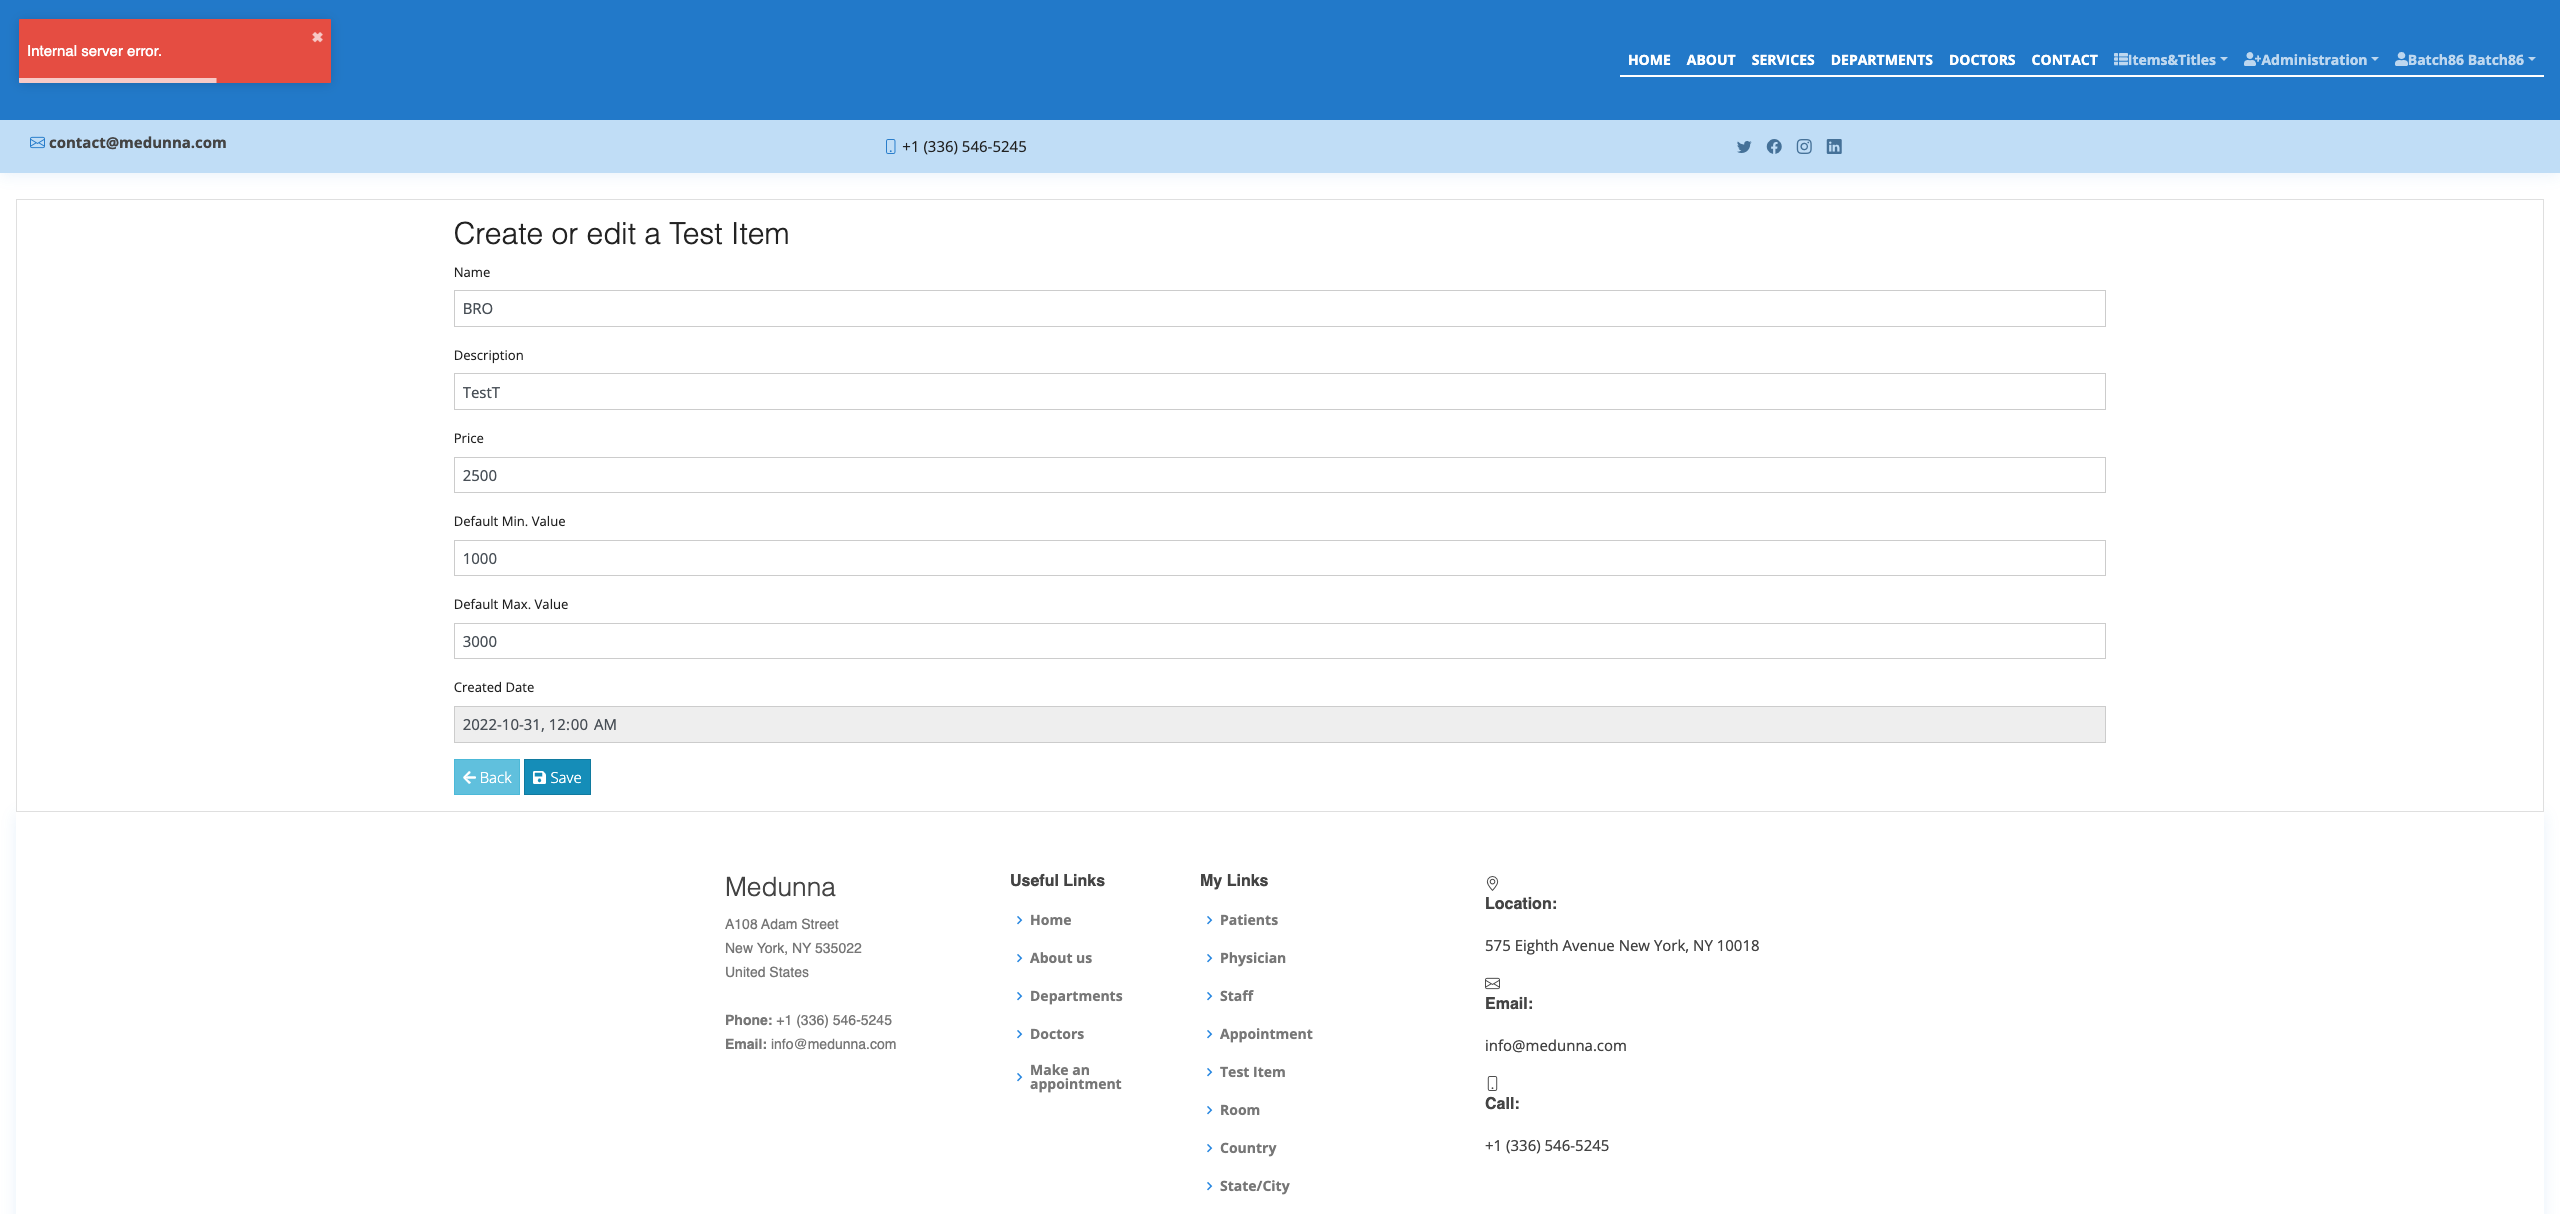 Internal server error.
HOME ABOUT SERVICES DEPARTMENTS DOCTORS CONTACT Items&Titles Administration Batch86 Batch86
contact@medunna.com
+1 (336) 546-5245
Create or edit a Test Item
Name
BRO
Description
TestT
Price
2500
Default Min. Value
1000
Default Max. Value
3000
Created Date
2022-10-31, 12:00 AM
Back Save
Medunna
A108 Adam Street
New York, NY 535022
United States
Phone: +1 (336) 546-5245
Email: info@medunna.com
Useful Links
Home
About us
Departments
Doctors
Make an
appointment
My Links
Patients
Physician
Staff
Appointment
Test Item
Room
Country
State/City
Location:
575 Eighth Avenue New York, NY 10018
Email:
info@medunna.com
Call:
+1 (336) 546-5245